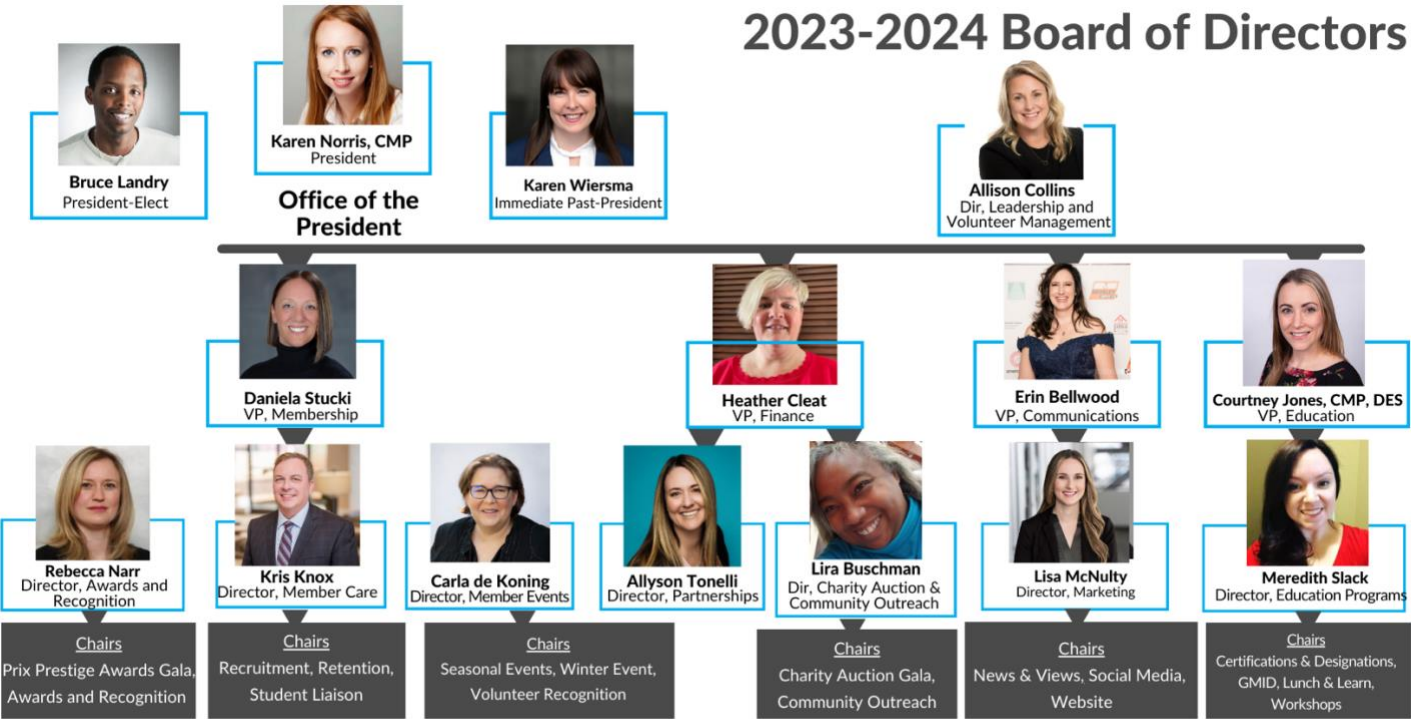 2023-2024 Board of Directors
Bruce Landry
President-Elect
Karen Norris, CMP
President
Office of the
President
Karen Wiersma
Immediate Past-President
Allison Collins
Dir, Leadership and
Volunteer Management
Daniela Stucki
VP, Membership
Heather Cleat
VP, Finance
Erin Bellwood
VP, Communications
Courtney Jones, CMP, DES
VP, Education
Rebecca Narr
Director, Awards and
Recognition
Kris Knox
Director, Member Care
Carla de Koning
Director, Member Events
Allyson Tonelli
Director, Partnerships
Lira Buschman
Dir, Charity Auction &
Community Outreach
Lisa McNulty
Director, Marketing
Meredith Slack
Director, Education Programs
Chairs
Prix Prestige Awards Gala,
Awards and Recognition
Chairs
Recruitment, Retention,
Student Liaison
Chairs
Seasonal Events, Winter Event,
Volunteer Recognition
Chairs
Charity Auction Gala,
Community Outreach
Chairs
News & Views, Social Media,
Website
Chairs
Certifications & Designations,
GMID, Lunch & Learn,
Workshops